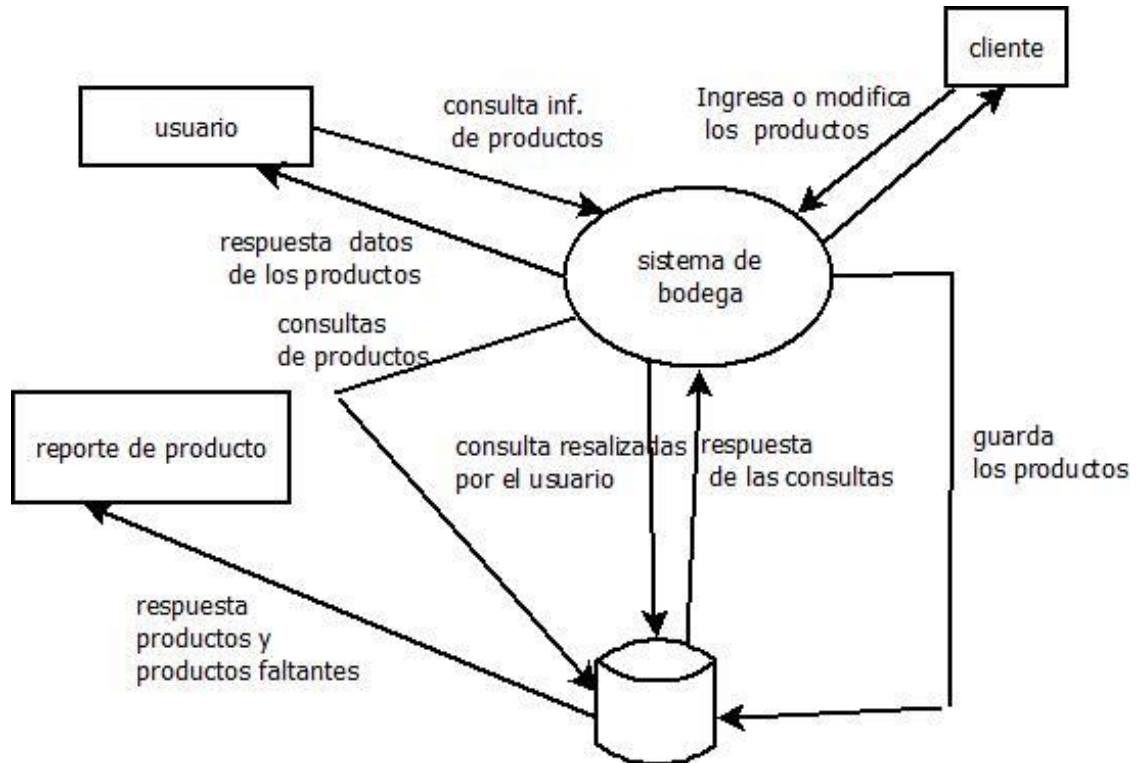 cliente
usuario
consulta inf.
de productos
Ingresa o modifica
los productos
respuesta datos
de los productos
sistema de
bodega
consultas
de productos
reporte de producto
consulta resalizadas
por el usuario
respuesta
de las consultas
guarda
los productos
respuesta
productos y
productos faltantes